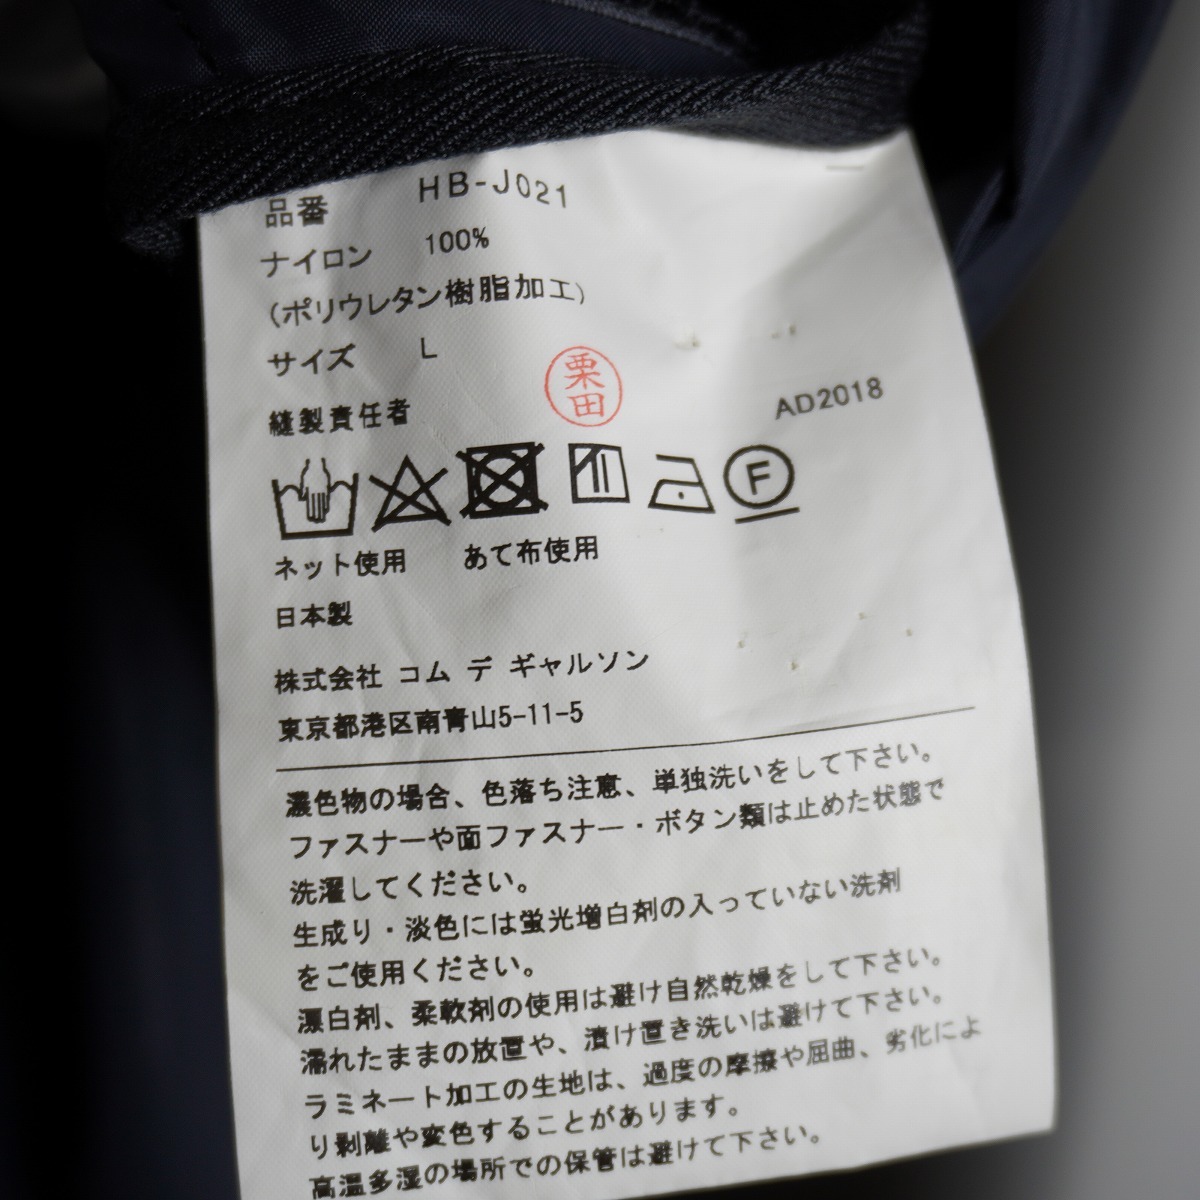 品番 HB-J021
ナイロン 100%
(ポリウレタン樹脂加工)
サイズ L
縫製責任者 栗田 AD2018
F
ネット使用 あて布使用
日本製
株式会社 コム デ ギャルソン
東京都港区南青山5-11-5
濃色物の場合、色落ち注意、単独洗いをして下さい。
ファスナーや面ファスナー・ボタン類は止めた状態で
洗濯してください。
生成り・淡色には蛍光増白剤の入っていない洗剤
をご使用ください。
漂白剤、柔軟剤の使用は避け自然乾燥をして下さい。
濡れたままの放置や、漬け置き洗いは避けて下さい。
ラミネート加工の生地は、過度の摩擦や屈曲、劣化によ
り剥離や変色することがあります。
高温多湿の場所での保管は避けて下さい。